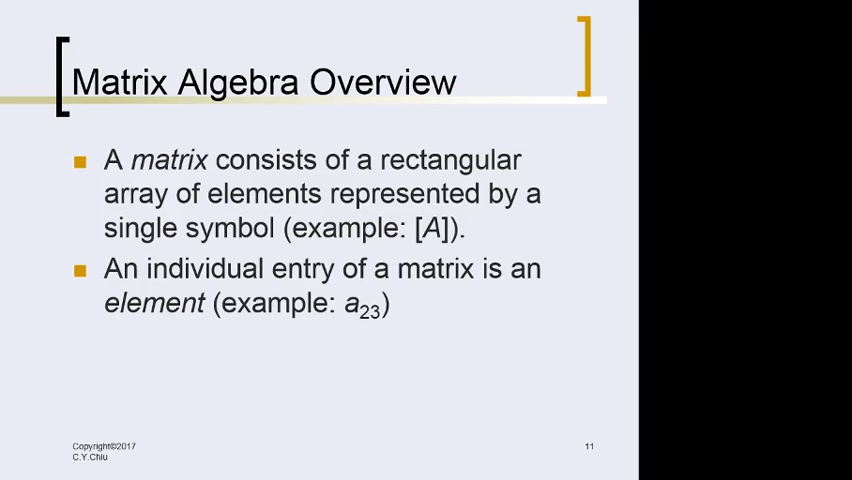 Matrix Algebra Overview
A matrix consists of a rectangular
array of elements represented by a
single symbol (example: [A]).
An individual entry of a matrix is an
element (example: a₂₃)
Copyright©2017
C.Y.Chiu
11